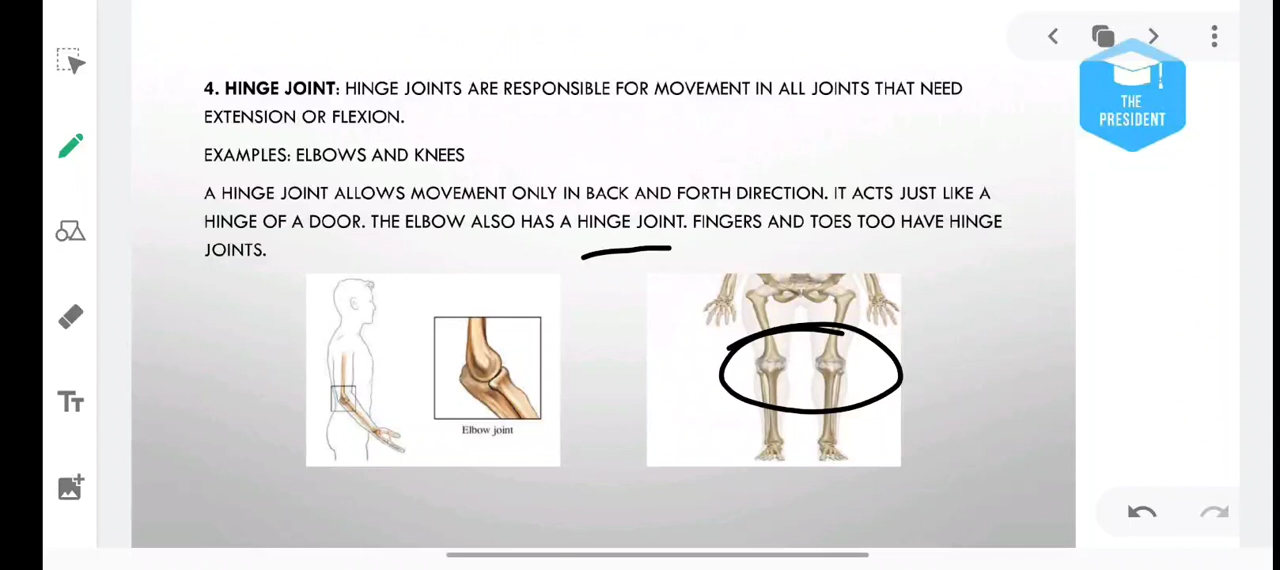 THE
PRESIDENT
4. HINGE JOINT: HINGE JOINTS ARE RESPONSIBLE FOR MOVEMENT IN ALL JOINTS THAT NEED
EXTENSION OR FLEXION.
EXAMPLES: ELBOWS AND KNEES
A HINGE JOINT ALLOWS MOVEMENT ONLY IN BACK AND FORTH DIRECTION. IT ACTS JUST LIKE A
HINGE OF A DOOR. THE ELBOW ALSO HAS A HINGE JOINT. FINGERS AND TOES TOO HAVE HINGE
JOINTS.
Elbow joint
TT